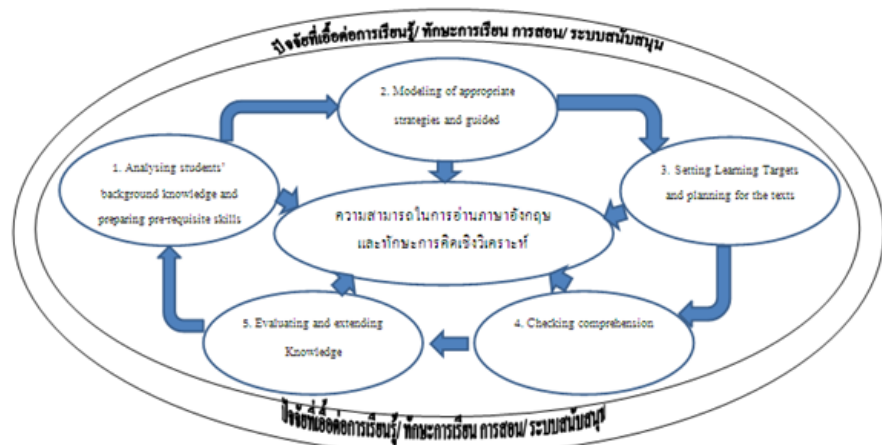 ปัจจัยที่เอื้อต่อการเรียนรู้/ ทักษะการเรียน การสอน/ ระบบสนับสนุน
2. Modeling of appropriate
strategies and guided
1. Analysing students'
background knowledge and
preparing pre-requisite skills
3. Setting Learning Targets
and planning for the texts
ความสามารถในการอ่านภาษาอังกฤษ
และทักษะการคิดเชิงวิเคราะห์
5. Evaluating and extending
Knowledge
4. Checking comprehension
ปัจจัยที่เอื้อต่อการเรียนรู้/ ทักษะการเรียน การสอน/ ระบบสนับสนุน